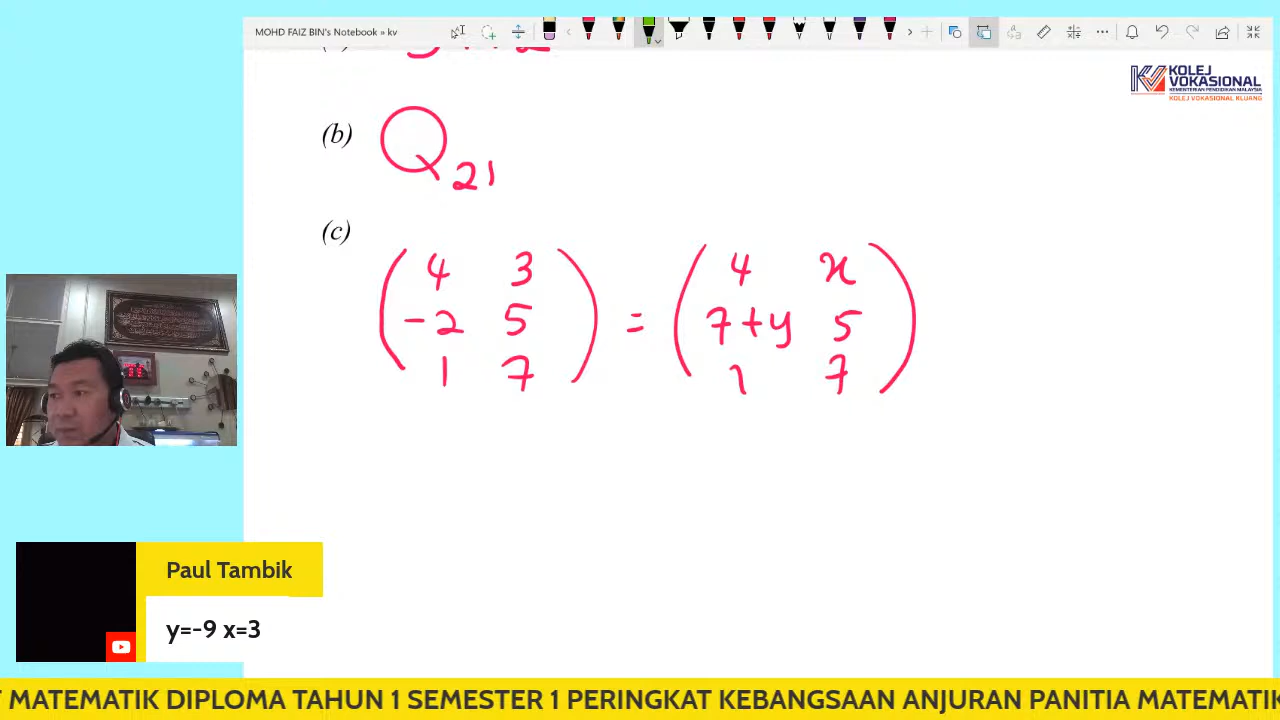 MOHD FAIZ BIN's Notebook » kv
KOLEJ
VOKASIONAL
KEMENTERIAN PENDIDIKAN MALAYSIA
KOLEJ VOKASIONAL KLUANG
(b) Q21
(c)
4 3 4 x
-2 5 = 7+y 5
1 7 1 7
Paul Tambik
y=-9 x=3
MATEMATIK DIPLOMA TAHUN 1 SEMESTER 1 PERINGKAT KEBANGSAAN ANJURAN PANITIA MATEMATIK